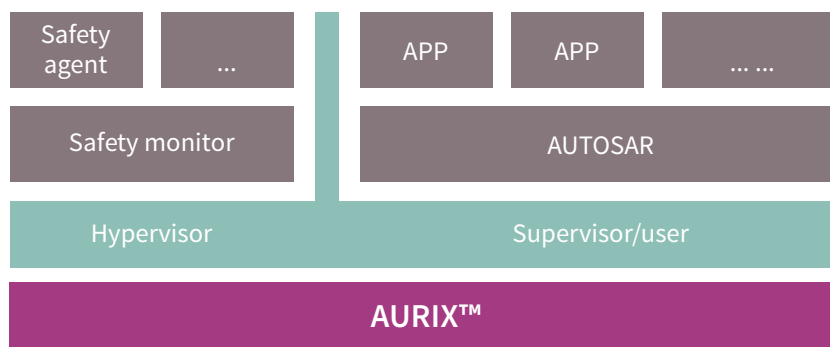 Safety
agent
...
APP
APP
... ...
Safety monitor
AUTOSAR
Hypervisor
Supervisor/user
AURIX™